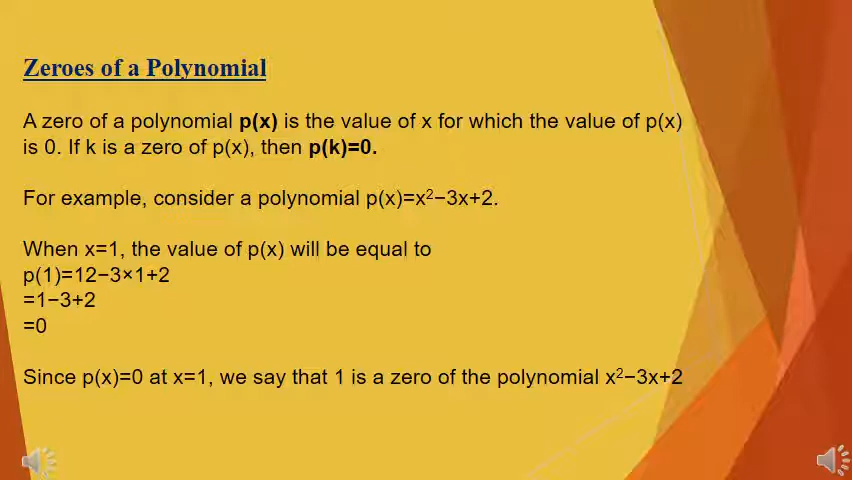 Zeroes of a Polynomial
A zero of a polynomial p(x) is the value of x for which the value of p(x)
is 0. If k is a zero of p(x), then p(k)=0.
For example, consider a polynomial p(x)=x²−3x+2.
When x=1, the value of p(x) will be equal to
p(1)=12−3×1+2
=1−3+2
=0
Since p(x)=0 at x=1, we say that 1 is a zero of the polynomial x²−3x+2